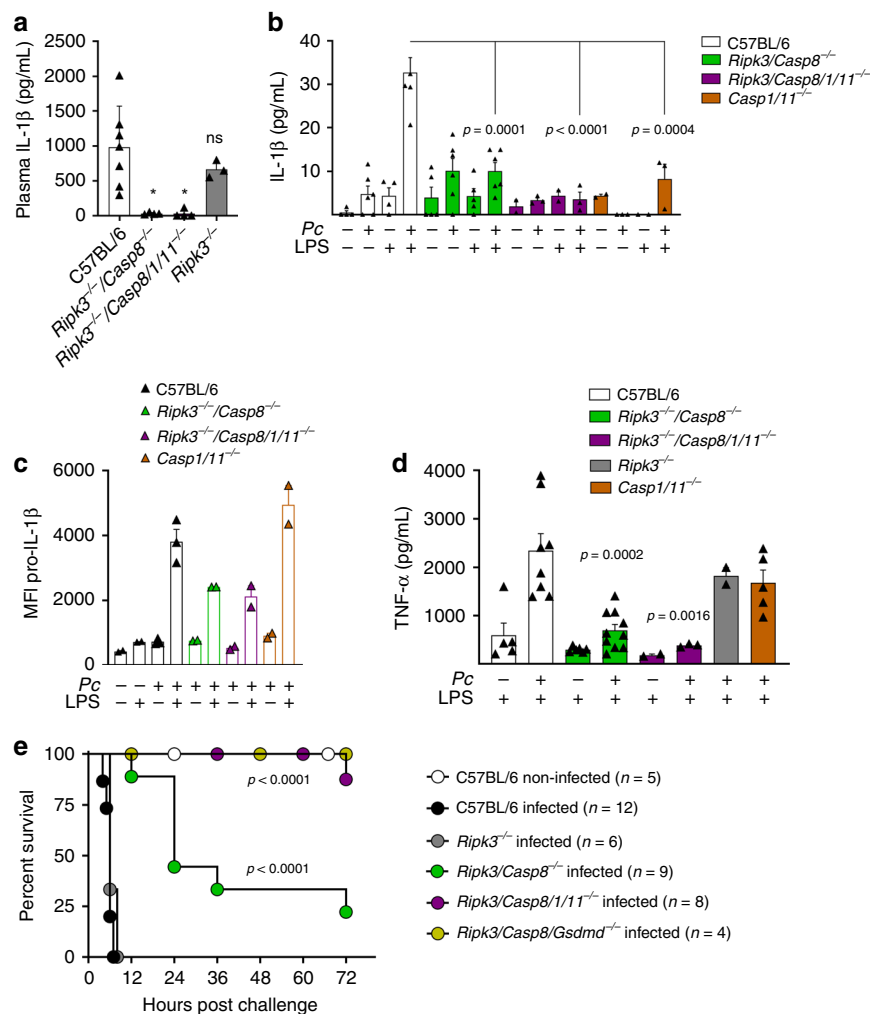 a
Plasma IL-1β (pg/mL)
2500
2000
1500
1000
500
0
* * ns
C57BL/6
Ripk3–/–/Casp8–/–
Ripk3–/–/Casp8/1/11–/–
Ripk3–/–
b
IL-1β (pg/mL)
40
30
20
10
0
p = 0.0001 p < 0.0001 p = 0.0004
Pc – + – + – + – + – + – + – + – +
LPS – – + + – – + + – – + + – – + +
C57BL/6
Ripk3/Casp8–/–
Ripk3/Casp8/1/11–/–
Casp1/11–/–
c
C57BL/6
Ripk3–/–/Casp8–/–
Ripk3–/–/Casp8/1/11–/–
Casp1/11–/–
MFI pro-IL-1β
6000
4000
2000
0
Pc – – + + – + – + – +
LPS – + – + – + – + – +
d
C57BL/6
Ripk3–/–/Casp8–/–
Ripk3–/–/Casp8/1/11–/–
Ripk3–/–
Casp1/11–/–
TNF-α (pg/mL)
4000
3000
2000
1000
0
p = 0.0002
p = 0.0016
Pc – + – + – + + +
LPS + + + + + + + +
e
Percent survival
100
75
50
25
0
p < 0.0001
p < 0.0001
0 12 24 36 48 60 72
Hours post challenge
C57BL/6 non-infected (n = 5)
C57BL/6 infected (n = 12)
Ripk3–/– infected (n = 6)
Ripk3/Casp8–/– infected (n = 9)
Ripk3/Casp8/1/11–/– infected (n = 8)
Ripk3/Casp8/Gsdmd–/– infected (n = 4)